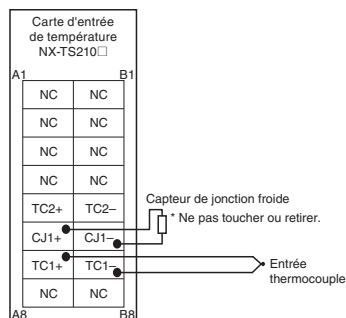 Carte d'entrée
de température
NX-TS210□
A1 B1
NC NC
NC NC
NC NC
NC NC
TC2+ TC2–
Capteur de jonction froide
* Ne pas toucher ou retirer.
CJ1+ CJ1–
TC1+ TC1–
Entrée
thermocouple
NC NC
A8 B8